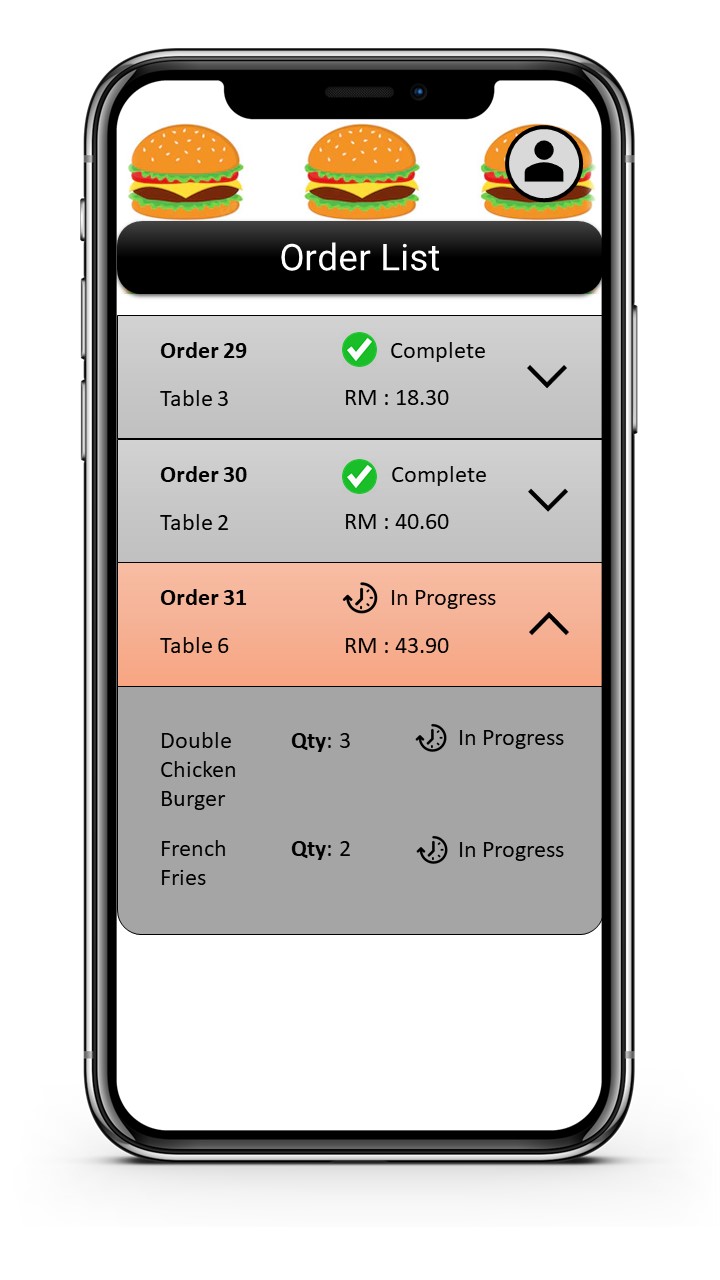 Order List
Order 29
Complete
Table 3
RM : 18.30
Order 30
Complete
Table 2
RM : 40.60
Order 31
In Progress
Table 6
RM : 43.90
Double
Chicken
Burger
Qty: 3
In Progress
French
Fries
Qty: 2
In Progress